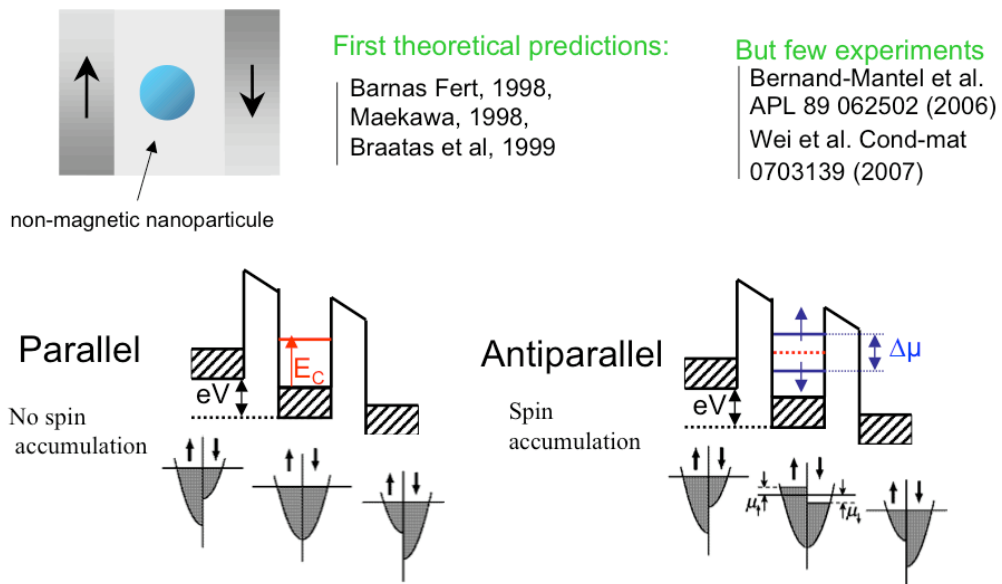 First theoretical predictions:
Barnas Fert, 1998,
Maekawa, 1998,
Braatas et al, 1999
But few experiments
Bernand-Mantel et al.
APL 89 062502 (2006)
Wei et al. Cond-mat
0703139 (2007)
non-magnetic nanoparticule
Parallel
No spin
accumulation
eV
E_C
Antiparallel
Spin
accumulation
eV
Δμ
μ↑
μ↓